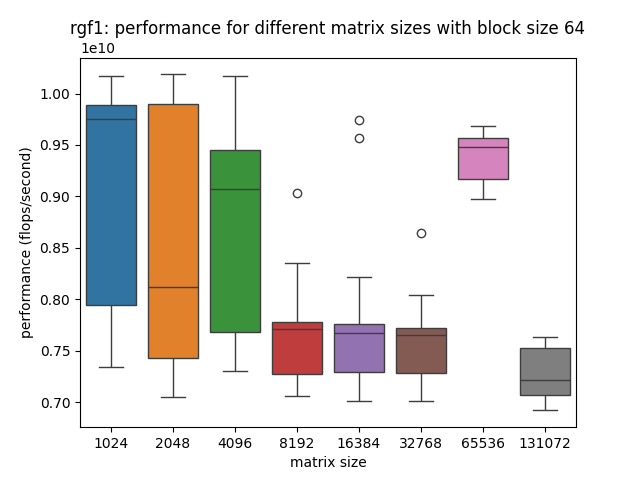 rgf1: performance for different matrix sizes with block size 64
1e10
1.00
0.95
0.90
0.85
0.80
0.75
0.70
performance (flops/second)
1024 2048 4096 8192 16384 32768 65536 131072
matrix size